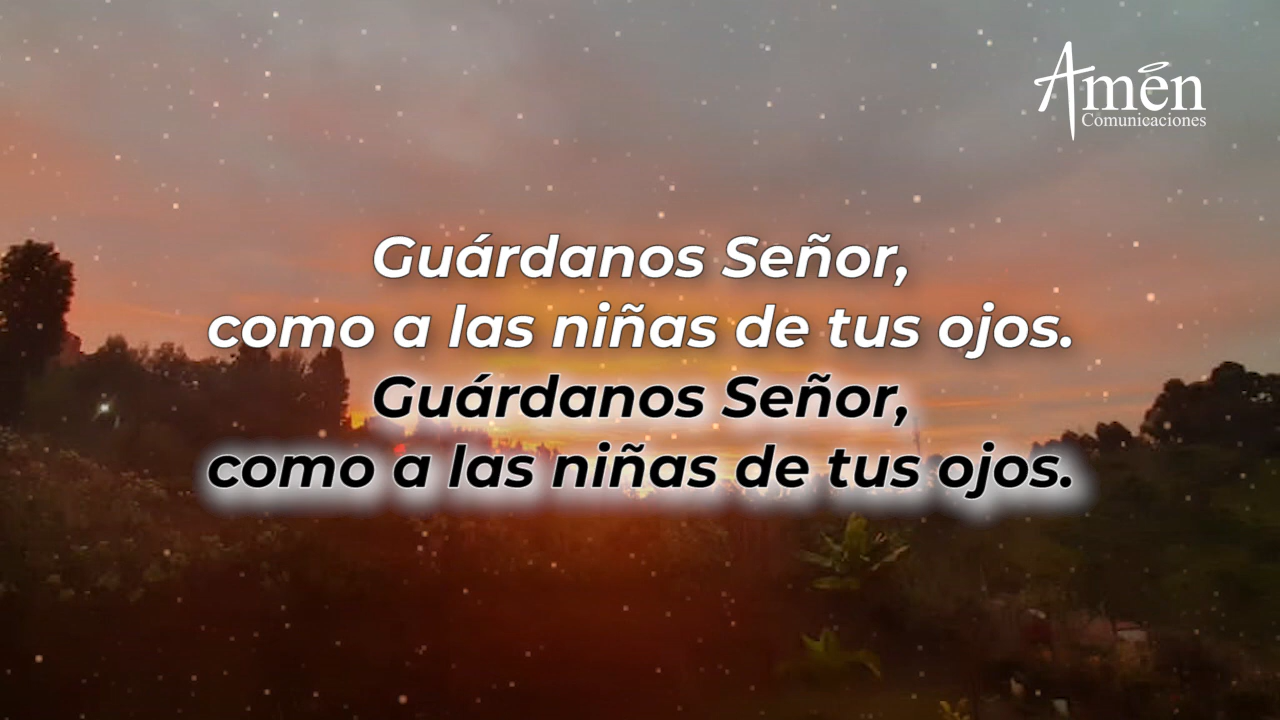 Amén
Comunicaciones
Guárdanos Señor,
como a las niñas de tus ojos.
Guárdanos Señor,
como a las niñas de tus ojos.